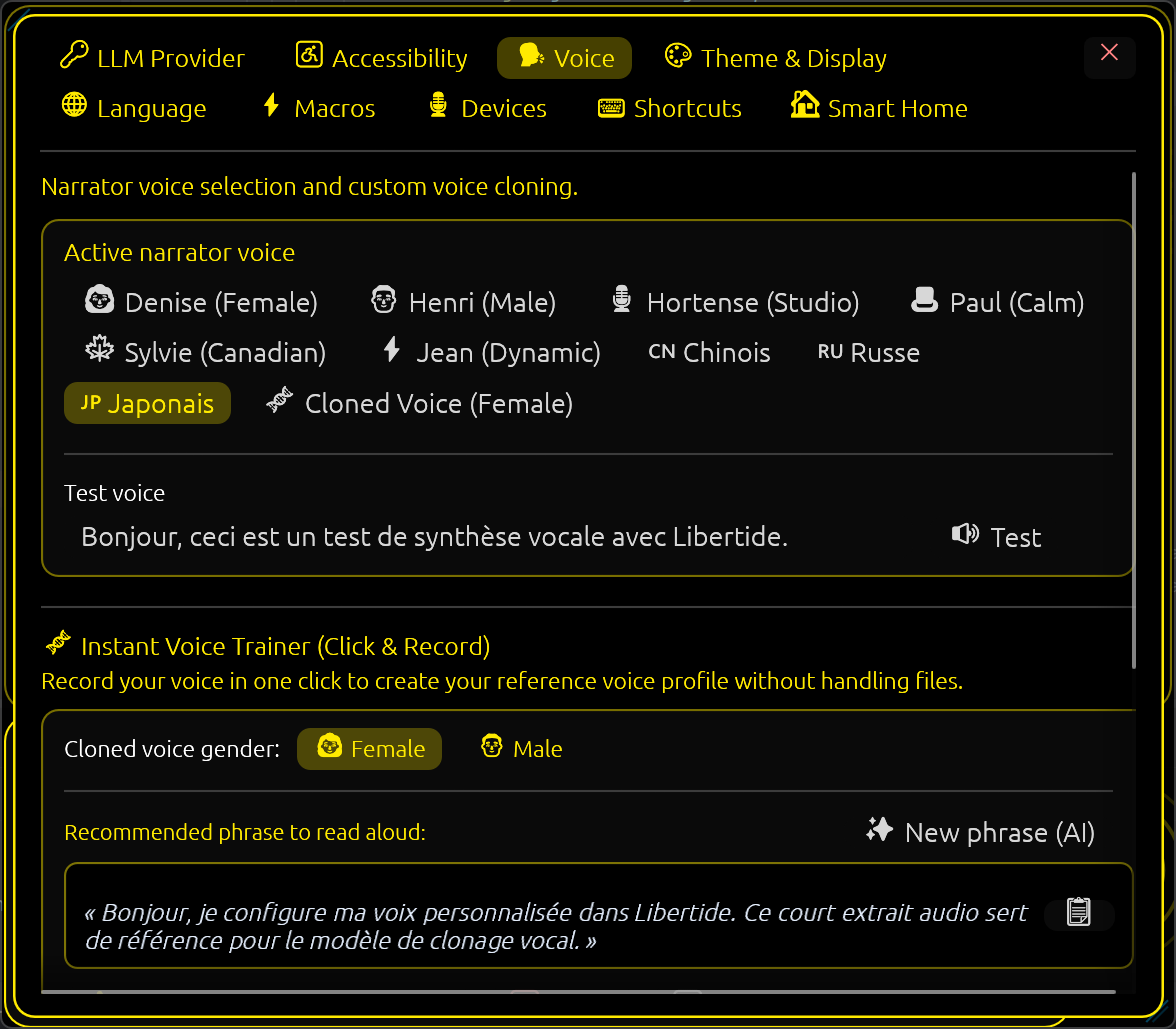 LLM Provider Accessibility Voice Theme & Display
Language Macros Devices Shortcuts Smart Home
Narrator voice selection and custom voice cloning.
Active narrator voice
Denise (Female) Henri (Male) Hortense (Studio) Paul (Calm)
Sylvie (Canadian) Jean (Dynamic) CN Chinois RU Russe
JP Japonais Cloned Voice (Female)
Test voice
Bonjour, ceci est un test de synthèse vocale avec Libertide. Test
Instant Voice Trainer (Click & Record)
Record your voice in one click to create your reference voice profile without handling files.
Cloned voice gender: Female Male
Recommended phrase to read aloud: New phrase (AI)
« Bonjour, je configure ma voix personnalisée dans Libertide. Ce court extrait audio sert
de référence pour le modèle de clonage vocal. »